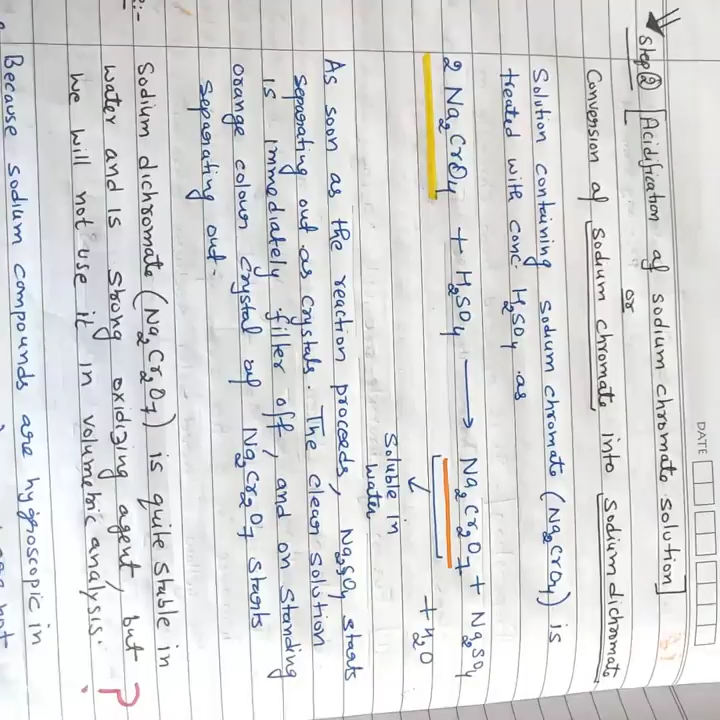 DATE
Step ② [Acidification of sodium chromate solution]
or
Conversion of sodium chromate into sodium dichromate
Solution containing sodium chromate (Na2CrO4) is
treated with conc. H2SO4 as
2 Na2CrO4 + H2SO4 ⟶ Na2Cr2O7 + Na2SO4
+ H2O
↓
Soluble in
water
As soon as the reaction proceeds, Na2SO4 starts
separating out as crystals. The clear solution
is immediately filter off, and on standing
orange colour crystal of Na2Cr2O7 starts
separating out.
Sodium dichromate (Na2Cr2O7) is quite stable in
water and is strong oxidizing agent, but
we will not use it in volumetric analysis. ?
Because sodium compounds are hygroscopic in